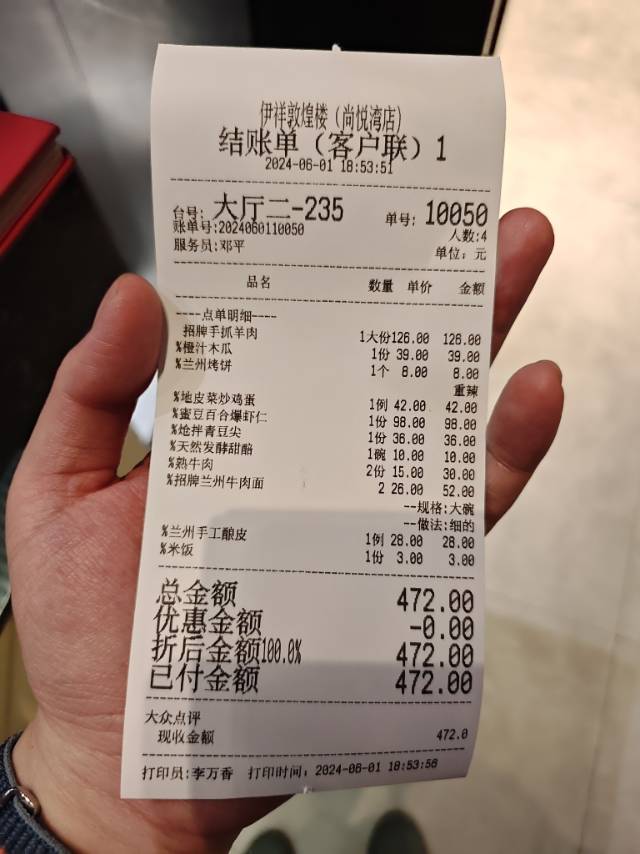 伊祥敦煌楼（尚悦湾店）
结账单（客户联）1
2024-06-01 18:53:51
台号: 大厅二-235 单号: 10050
账单号:2024060110050 人数:4
服务员:邓平 单位: 元
品名 数量 单价 金额
----点单明细----
招牌手抓羊肉 1大份126.00 126.00
%橙汁木瓜 1份 39.00 39.00
%兰州烤饼 1个 8.00 8.00
重辣
%地皮菜炒鸡蛋 1例 42.00 42.00
%蜜豆百合爆虾仁 1份 98.00 98.00
%炝拌青豆尖 1份 36.00 36.00
%天然发酵甜醅 1碗 10.00 10.00
%熟牛肉 2份 15.00 30.00
%招牌兰州牛肉面 2 26.00 52.00
--规格:大碗
--做法:细的
%兰州手工酿皮 1例 28.00 28.00
%米饭 1份 3.00 3.00
总金额 472.00
优惠金额 -0.00
折后金额100.0% 472.00
已付金额 472.00
大众点评
现收金额 472.0
打印员:李万香 打印时间: 2024-06-01 18:53:56